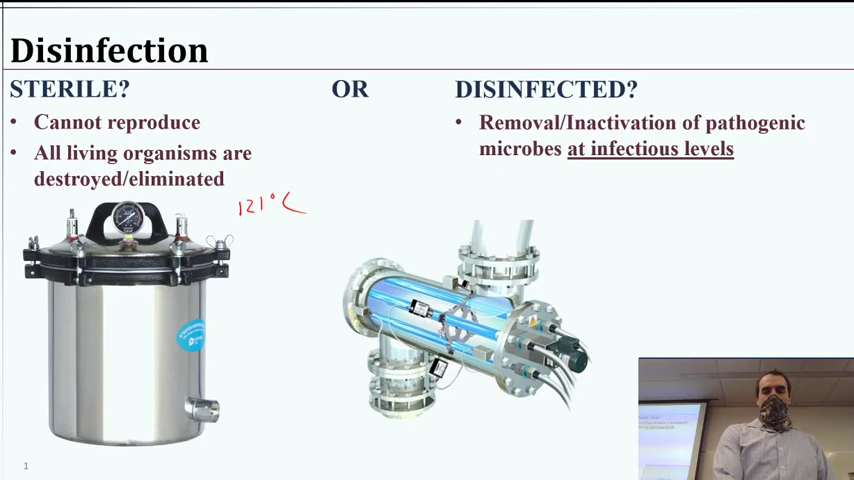 Disinfection
STERILE?
OR
DISINFECTED?
• Cannot reproduce
• All living organisms are
destroyed/eliminated
• Removal/Inactivation of pathogenic
microbes at infectious levels
121°C
1